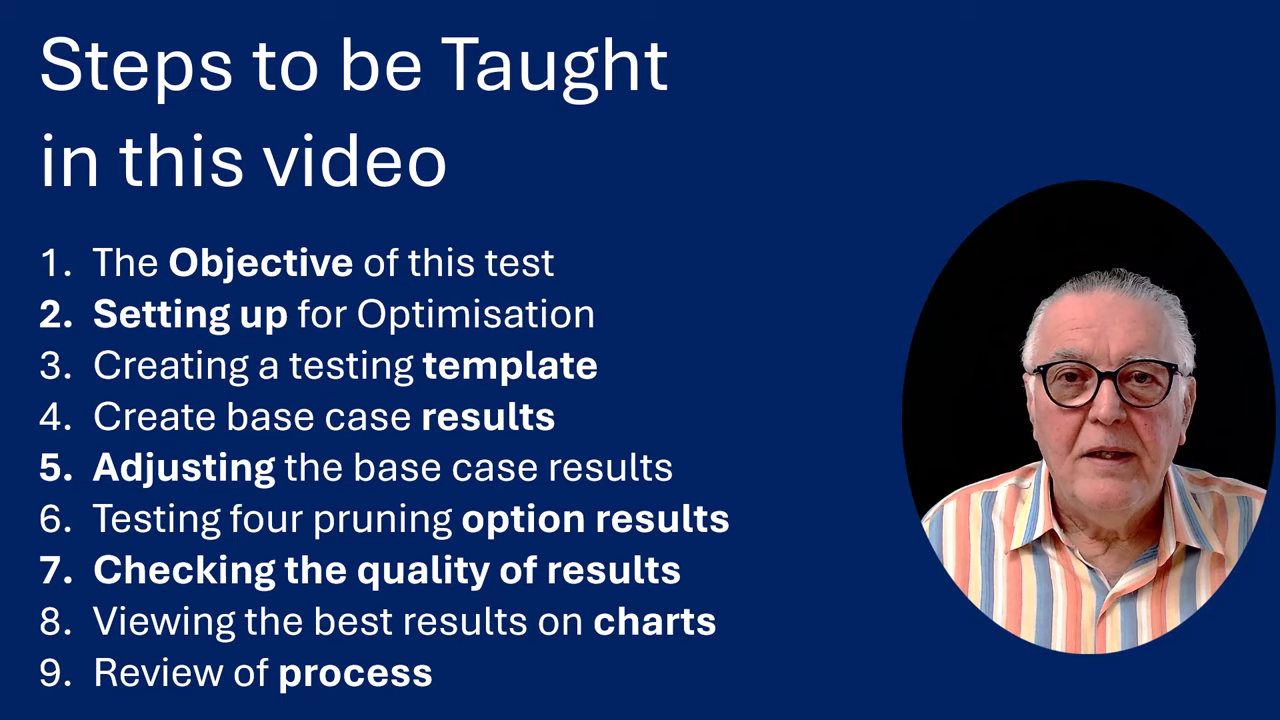 Steps to be Taught
in this video
1. The Objective of this test
2. Setting up for Optimisation
3. Creating a testing template
4. Create base case results
5. Adjusting the base case results
6. Testing four pruning option results
7. Checking the quality of results
8. Viewing the best results on charts
9. Review of process